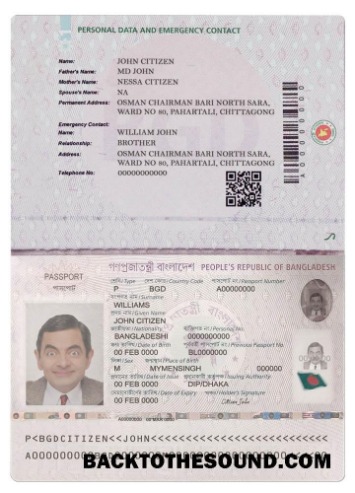 PERSONAL DATA AND EMERGENCY CONTACT
Name: JOHN CITIZEN
Father's Name: MD JOHN
Mother's Name: NESSA CITIZEN
Spouse's Name: NA
Permanent Address: OSMAN CHAIRMAN BARI NORTH SARA,
WARD NO 80, PAHARTALI, CHITTAGONG
Emergency Contact:
Name: WILLIAM JOHN
Relationship: BROTHER
Address: OSMAN CHAIRMAN BARI NORTH SARA,
WARD NO 80, PAHARTALI, CHITTAGONG
Telephone No: 00000000000
PASSPORT গণপ্রজাতন্ত্রী বাংলাদেশ PEOPLE'S REPUBLIC OF BANGLADESH
পাসপোর্ট
Type Country Code Passport Number
P BGD A00000000
Surname
WILLIAMS
Given Name
JOHN CITIZEN
Nationality Personal No.
BANGLADESHI 0000000000
Date of Birth Previous Passport No.
00 FEB 0000 BL0000000
Sex Place of Birth
M MYMENSINGH 000000
Date of Issue Issuing Authority
00 FEB 0000 DIP/DHAKA
Date of Expiry Holder's Signature
00 FEB 0000
P<BGDCITIZEN<<JOHN<<<<<<<<<<<<<<<<<<<<<<<<<<
BACKTOTHESOUND.COM